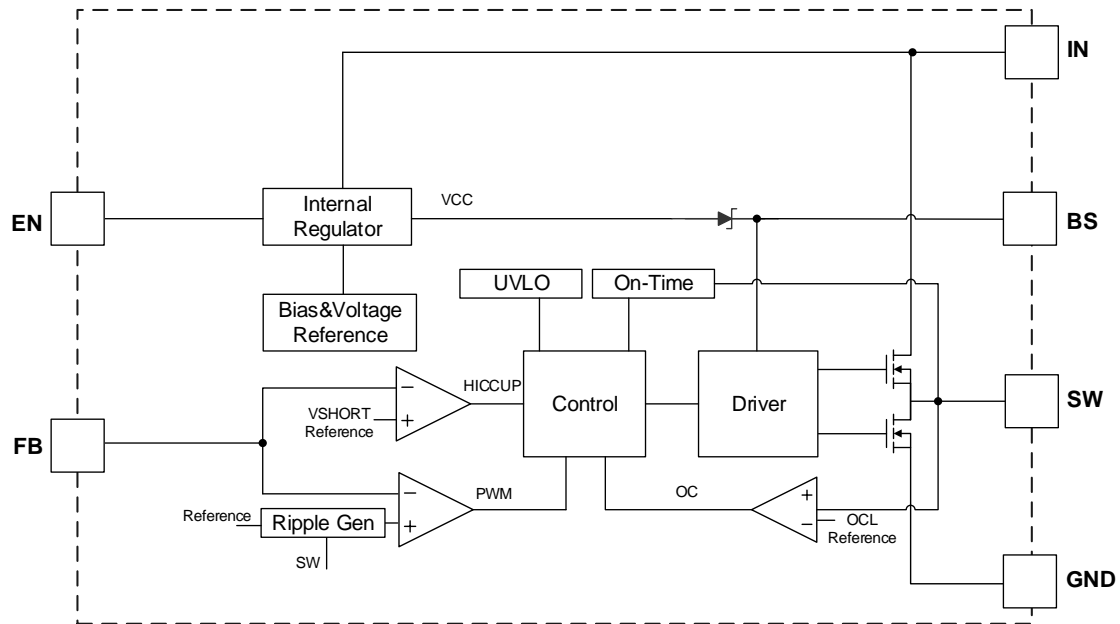 IN
EN
Internal
Regulator
VCC
BS
UVLO
On-Time
Bias&Voltage
Reference
HICCUP
VSHORT
Reference
Control
Driver
SW
FB
PWM
OC
Reference
Ripple Gen
SW
OCL
Reference
GND